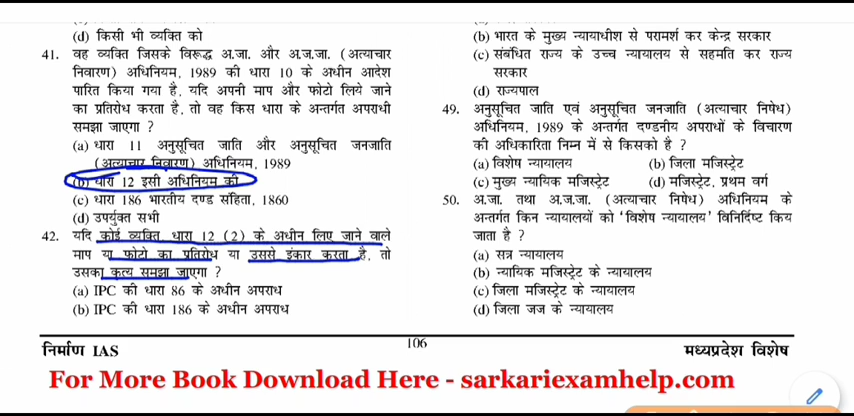 (d) किसी भी व्यक्ति को
41. वह व्यक्ति जिसके विरूद्ध अ.जा. और अ.ज.जा. (अत्याचार
निवारण) अधिनियम, 1989 की धारा 10 के अधीन आदेश
पारित किया गया है, यदि अपनी माप और फोटो लिये जाने
का प्रतिरोध करता है, तो वह किस धारा के अन्तर्गत अपराधी
समझा जाएगा ?
(a) धारा 11 अनुसूचित जाति और अनुसूचित जनजाति
(अत्याचार निवारण) अधिनियम, 1989
(b) धारा 12 इसी अधिनियम की
(c) धारा 186 भारतीय दण्ड संहिता, 1860
(d) उपर्युक्त सभी
42. यदि कोई व्यक्ति धारा 12 (2) के अधीन लिए जाने वाले
माप या फोटो का प्रतिरोध या उससे इंकार करता है, तो
उसका कृत्य समझा जाएगा ?
(a) IPC की धारा 86 के अधीन अपराध
(b) IPC की धारा 186 के अधीन अपराध
(b) भारत के मुख्य न्यायाधीश से परामर्श कर केन्द्र सरकार
(c) संबंधित राज्य के उच्च न्यायालय से सहमति कर राज्य
सरकार
(d) राज्यपाल
49. अनुसूचित जाति एवं अनुसूचित जनजाति (अत्याचार निषेध)
अधिनियम, 1989 के अन्तर्गत दण्डनीय अपराधों के विचारण
की अधिकारिता निम्न में से किसको है ?
(a) विशेष न्यायालय (b) जिला मजिस्ट्रेट
(c) मुख्य न्यायिक मजिस्ट्रेट (d) मजिस्ट्रेट, प्रथम वर्ग
50. अ.जा. तथा अ.ज.जा. (अत्याचार निषेध) अधिनियम के
अन्तर्गत किन न्यायालयों को 'विशेष न्यायालय' विनिर्दिष्ट किय
जाता है ?
(a) सत्र न्यायालय
(b) न्यायिक मजिस्ट्रेट के न्यायालय
(c) जिला मजिस्ट्रेट के न्यायालय
(d) जिला जज के न्यायालय
निर्माण IAS 106 मध्यप्रदेश विशेष
For More Book Download Here - sarkariexamhelp.com